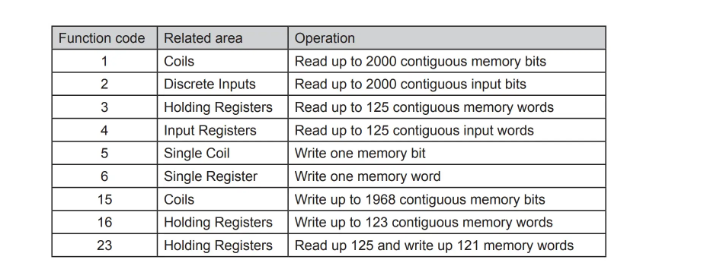 Function code Related area Operation
1 Coils Read up to 2000 contiguous memory bits
2 Discrete Inputs Read up to 2000 contiguous input bits
3 Holding Registers Read up to 125 contiguous memory words
4 Input Registers Read up to 125 contiguous input words
5 Single Coil Write one memory bit
6 Single Register Write one memory word
15 Coils Write up to 1968 contiguous memory bits
16 Holding Registers Write up to 123 contiguous memory words
23 Holding Registers Read up 125 and write up 121 memory words